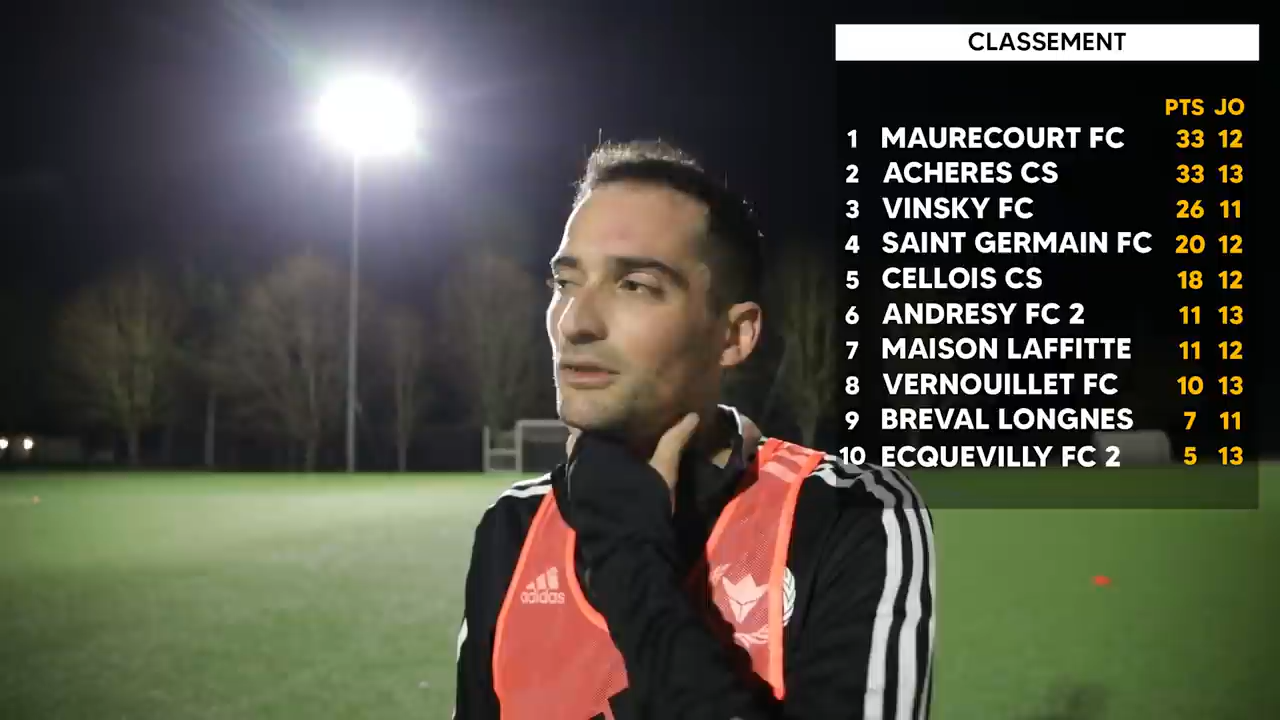 CLASSEMENT
PTS JO
1 MAURECOURT FC 33 12
2 ACHERES CS 33 13
3 VINSKY FC 26 11
4 SAINT GERMAIN FC 20 12
5 CELLOIS CS 18 12
6 ANDRESY FC 2 11 13
7 MAISON LAFFITTE 11 12
8 VERNOUILLET FC 10 13
9 BREVAL LONGNES 7 11
10 ECQUEVILLY FC 2 5 13
adidas